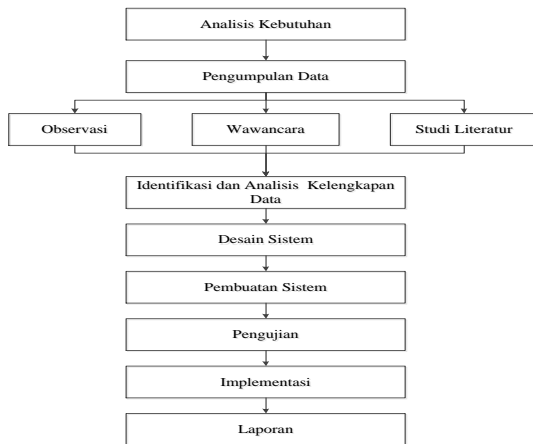 Analisis Kebutuhan
Pengumpulan Data
Observasi
Wawancara
Studi Literatur
Identifikasi dan Analisis Kelengkapan
Data
Desain Sistem
Pembuatan Sistem
Pengujian
Implementasi
Laporan